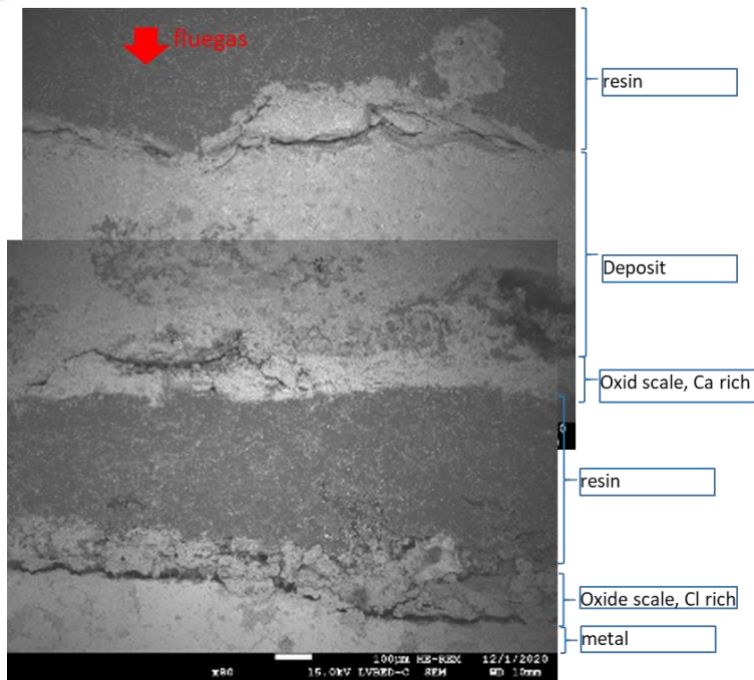 fluegas
resin
Deposit
Oxid scale, Ca rich
resin
Oxide scale, Cl rich
metal
100µm HE-REX 12/1/2020
x80 15.0kV LVBED-C SEM WD 10mm